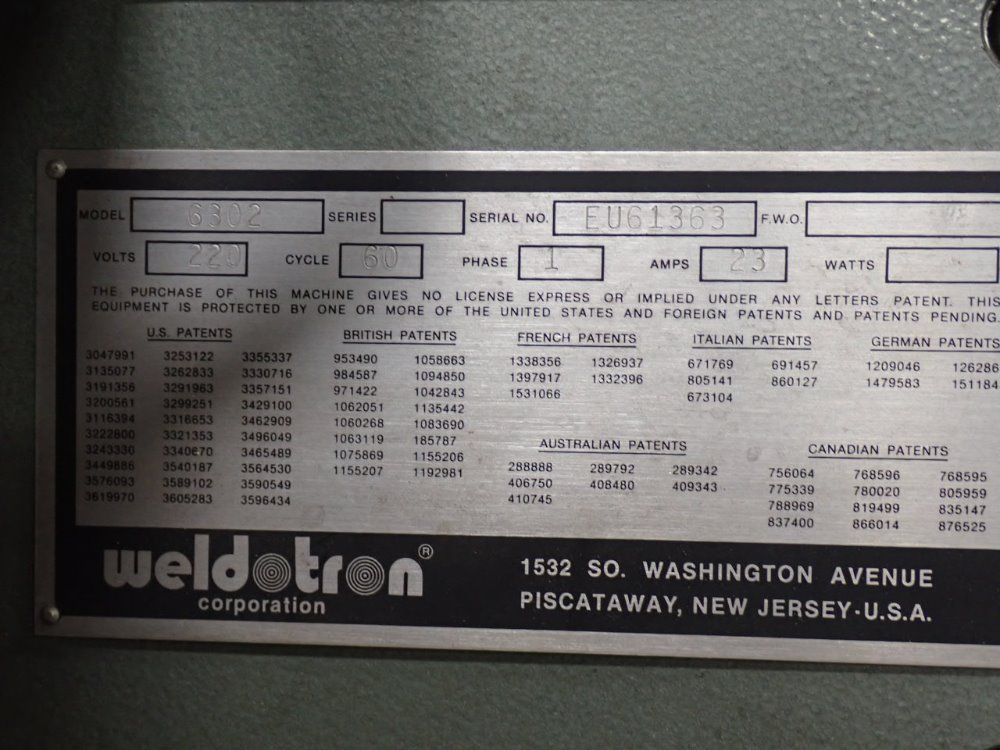 MODEL 6302 SERIES SERIAL NO. EU61363 F.W.O.
VOLTS 220 CYCLE 60 PHASE 1 AMPS 23 WATTS
THE PURCHASE OF THIS MACHINE GIVES NO LICENSE EXPRESS OR IMPLIED UNDER ANY LETTERS PATENT. THIS
EQUIPMENT IS PROTECTED BY ONE OR MORE OF THE UNITED STATES AND FOREIGN PATENTS AND PATENTS PENDING.
U.S. PATENTS
3047991 3253122 3355337
3135077 3262833 3330716
3191356 3291963 3357151
3200561 3299251 3429100
3116394 3316653 3462909
3222800 3321353 3496049
3243336 3340670 3465489
3449886 3540187 3564530
3576093 3589102 3590549
3619970 3605283 3596434
BRITISH PATENTS
953490 1058663
984587 1094850
971422 1042843
1062051 1135442
1060268 1083690
1063119 185787
1075869 1155206
1155207 1192981
FRENCH PATENTS
1338356 1326937
1397917 1332396
1531066
ITALIAN PATENTS
671769 691457
805141 860127
673104
GERMAN PATENTS
1209046 126286
1479583 151184
AUSTRALIAN PATENTS
288888 289792 289342
406750 408480 409343
410745
CANADIAN PATENTS
756064 768596 768595
775339 780020 805959
788969 819499 835147
837400 866014 876525
weldotron®
corporation
1532 SO. WASHINGTON AVENUE
PISCATAWAY, NEW JERSEY·U.S.A.